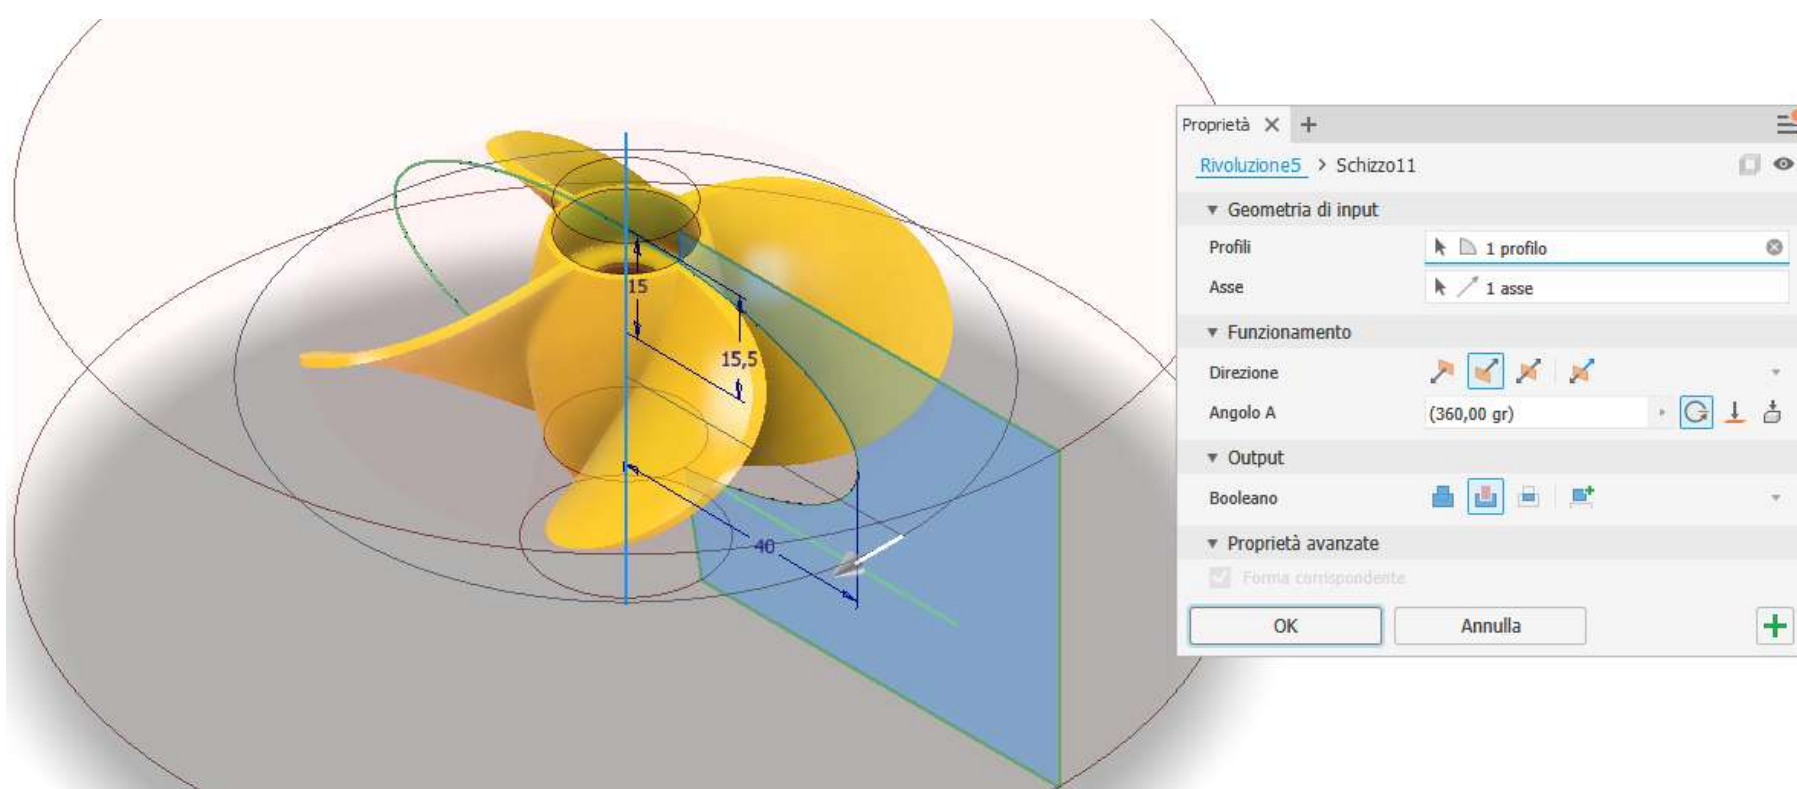 Proprietà
Rivoluzione5 > Schizzo11
Geometria di input
Profili 1 profilo
Asse 1 asse
Funzionamento
Direzione
Angolo A (360,00 gr)
Output
Booleano
Proprietà avanzate
Forma corrispondente
OK Annulla
15
15,5
40